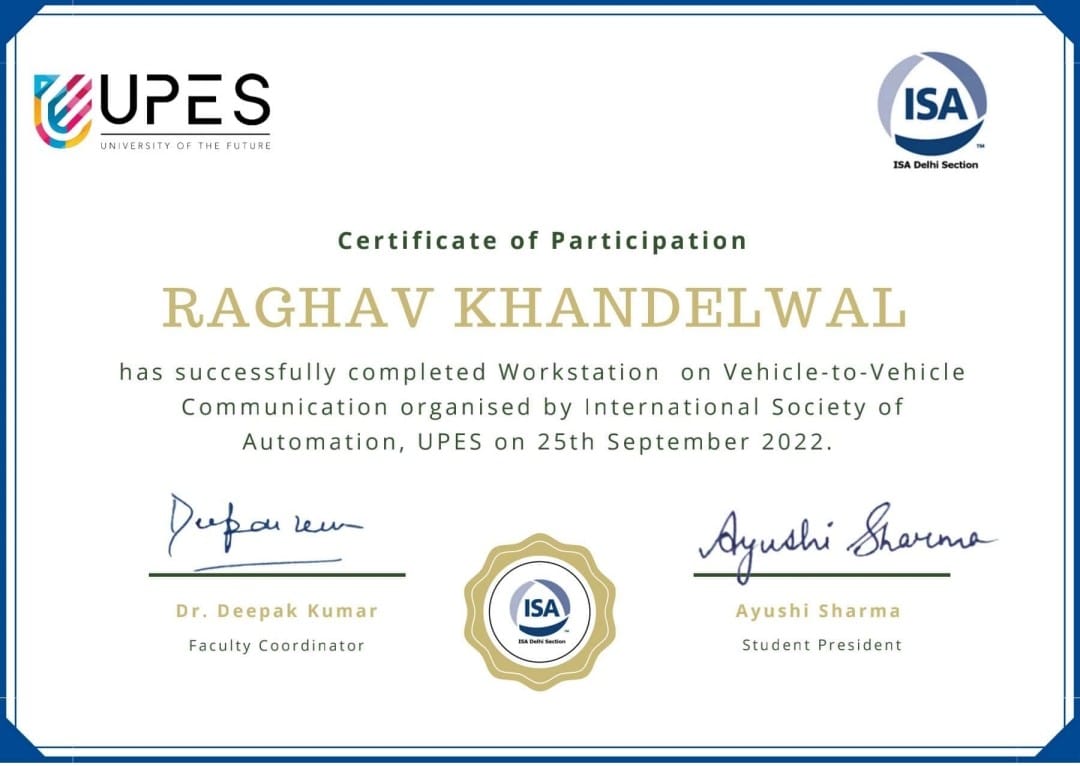 UPES
UNIVERSITY OF THE FUTURE
ISA
TM
ISA Delhi Section
Certificate of Participation
RAGHAV KHANDELWAL
has successfully completed Workstation on Vehicle-to-Vehicle
Communication organised by International Society of
Automation, UPES on 25th September 2022.
Ayushi Sharma
Dr. Deepak Kumar
Faculty Coordinator
ISA
ISA Delhi Section
Ayushi Sharma
Student President